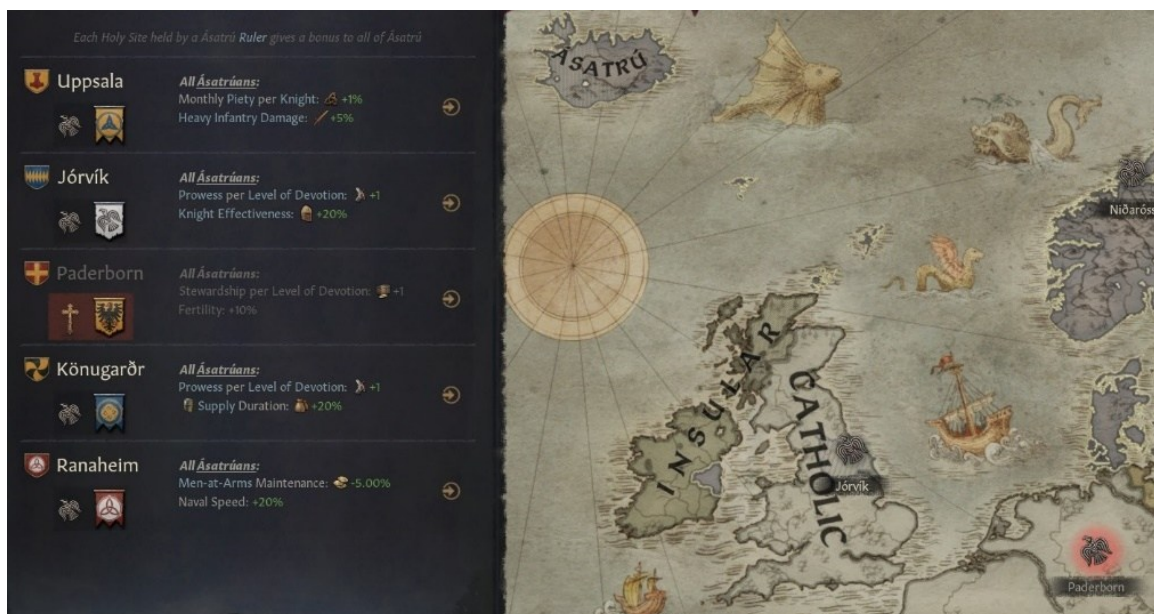 Each Holy Site held by a Ásatrú Ruler gives a bonus to all of Ásatrú
Uppsala
All Ásatrúans:
Monthly Piety per Knight: +1%
Heavy Infantry Damage: +5%
Jórvík
All Ásatrúans:
Prowess per Level of Devotion: +1
Knight Effectiveness: +20%
Paderborn
All Ásatrúans:
Stewardship per Level of Devotion: +1
Fertility: +10%
Könugarðr
All Ásatrúans:
Prowess per Level of Devotion: +1
Supply Duration: +20%
Ranaheim
All Ásatrúans:
Men-at-Arms Maintenance: -5.00%
Naval Speed: +20%
ÁSATRÚ
Niðaróss
INSULAR
CATHOLIC
Jórvík
Paderborn